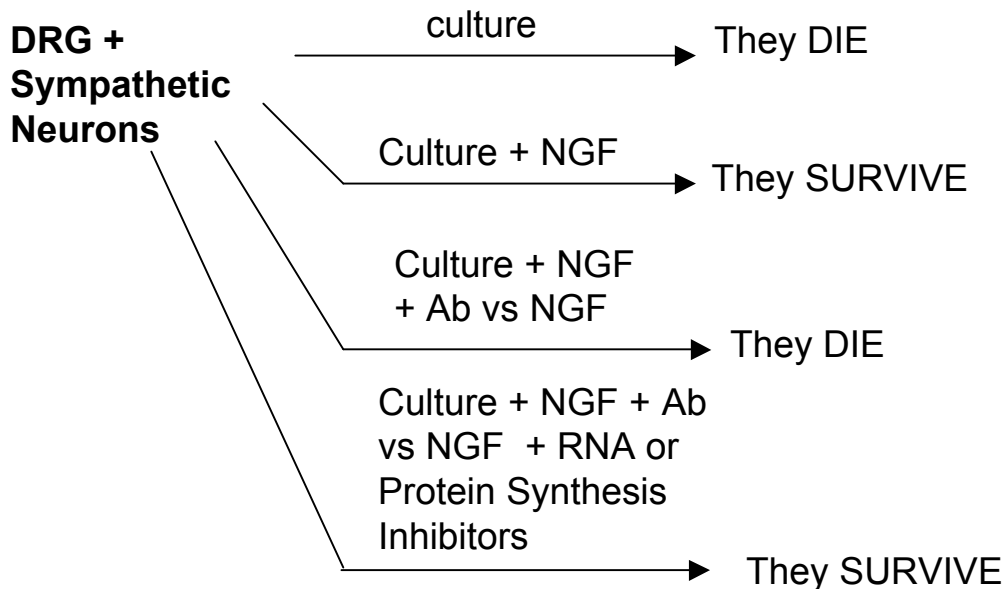 DRG +
Sympathetic
Neurons
culture
They DIE
Culture + NGF
They SURVIVE
Culture + NGF
+ Ab vs NGF
They DIE
Culture + NGF + Ab
vs NGF + RNA or
Protein Synthesis
Inhibitors
They SURVIVE